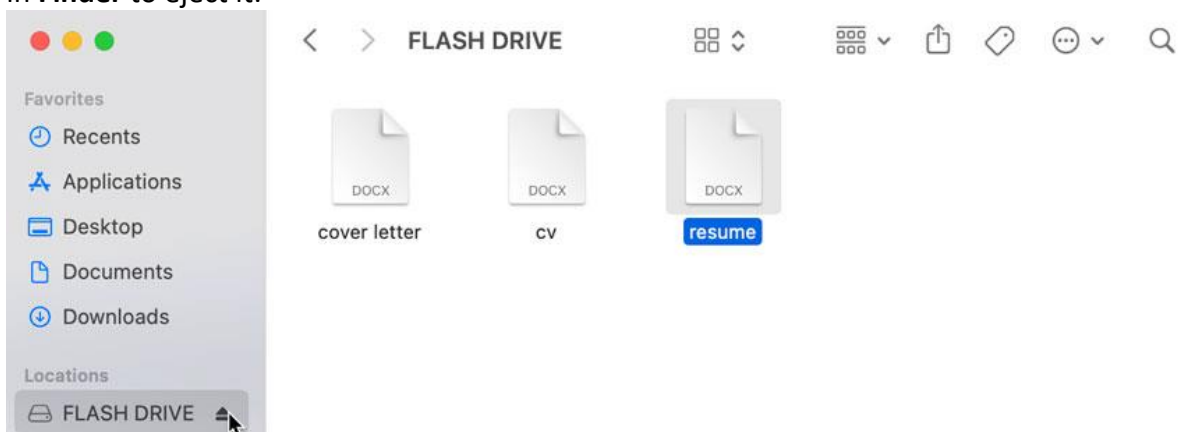 in Finder to eject it.
FLASH DRIVE
Favorites
Recents
Applications
Desktop
Documents
Downloads
Locations
FLASH DRIVE
DOCX
DOCX
DOCX
cover letter
cv
resume